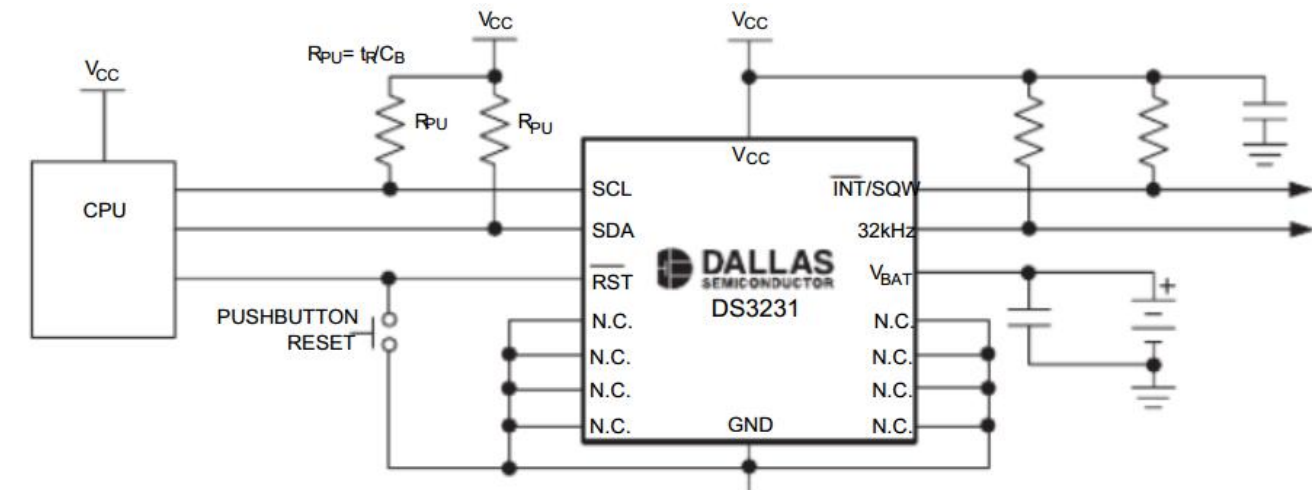 VCC
VCC
VCC
RPU= tR/CB
RPU
RPU
CPU
PUSHBUTTON
RESET
VCC
SCL
SDA
RST
N.C.
N.C.
N.C.
N.C.
DALLAS
SEMICONDUCTOR
DS3231
GND
INT/SQW
32kHz
VBAT
N.C.
N.C.
N.C.
N.C.
+